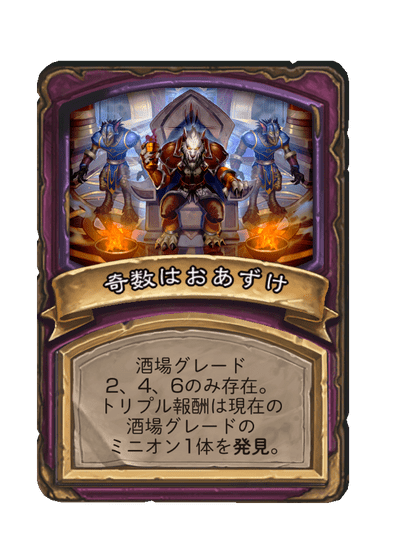 奇数はおあずけ
酒場グレード
2、4、6のみ存在。
トリプル報酬は現在の
酒場グレードの
ミニオン1体を発見。